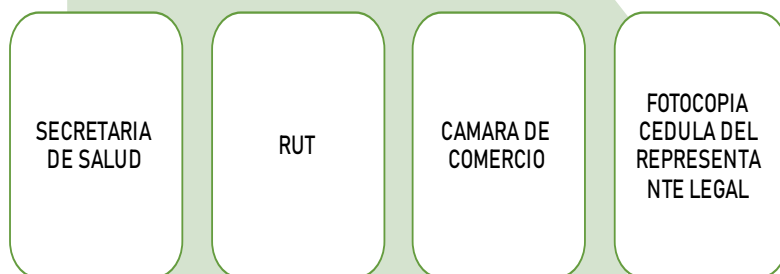 SECRETARIA
DE SALUD
RUT
CAMARA DE
COMERCIO
FOTOCOPIA
CEDULA DEL
REPRESENTA
NTE LEGAL